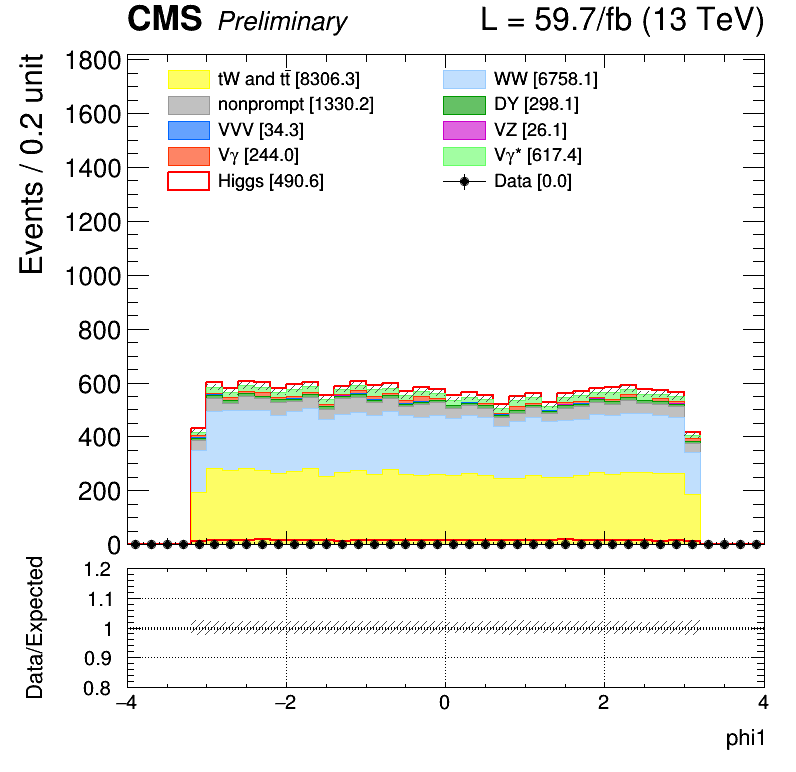 CMS Preliminary L = 59.7/fb (13 TeV)
Events / 0.2 unit
1800
1600
1400
1200
1000
800
600
400
200
0
tW and tt̄ [8306.3] WW [6758.1]
nonprompt [1330.2] DY [298.1]
VVV [34.3] VZ [26.1]
Vγ [244.0] Vγ* [617.4]
Higgs [490.6] Data [0.0]
Data/Expected
1.2
1.1
1
0.9
0.8
−4 −2 0 2 4
phi1